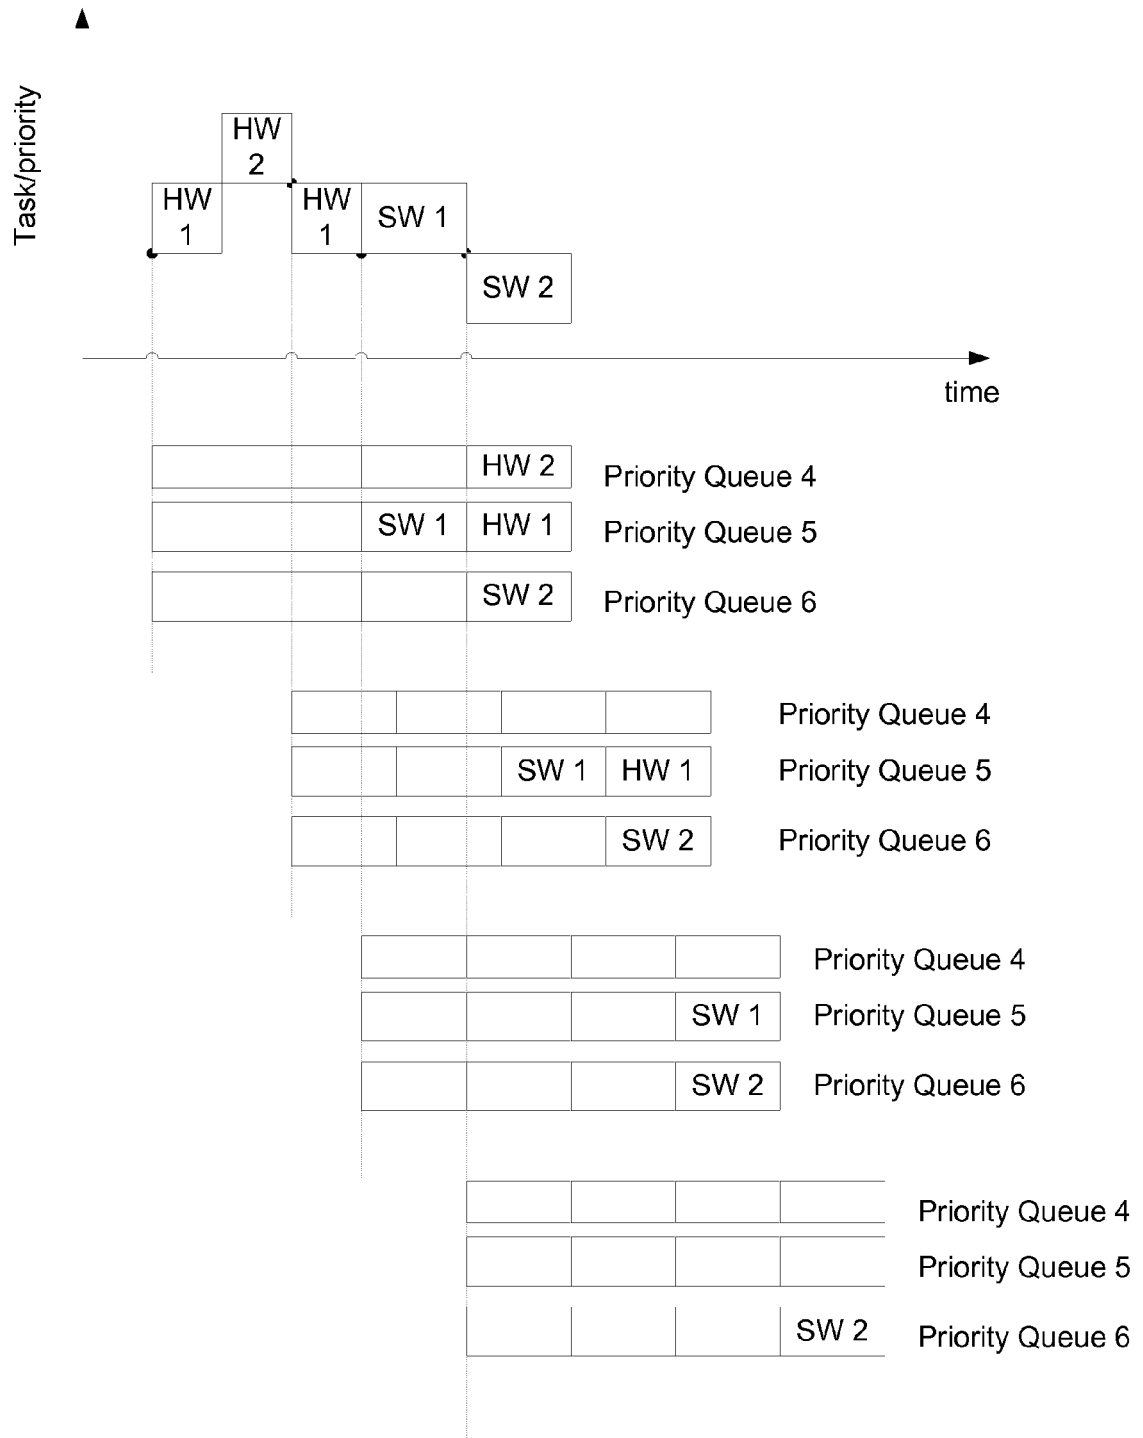 Task/priority
HW
2
HW
1
HW
1
SW 1
SW 2
time
HW 2 Priority Queue 4
SW 1 HW 1 Priority Queue 5
SW 2 Priority Queue 6
Priority Queue 4
SW 1 HW 1 Priority Queue 5
SW 2 Priority Queue 6
Priority Queue 4
SW 1 Priority Queue 5
SW 2 Priority Queue 6
Priority Queue 4
Priority Queue 5
SW 2 Priority Queue 6